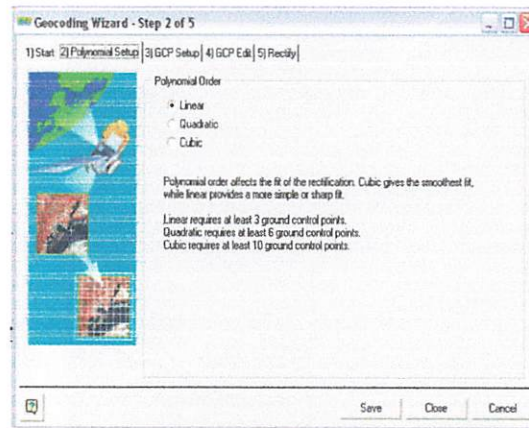 Geocoding Wizard - Step 2 of 5
1) Start 2) Polynomial Setup 3) GCP Setup 4) GCP Edit 5) Rectify
Polynomial Order
Linear
Quadratic
Cubic
Polynomial order affects the fit of the rectification. Cubic gives the smoothest fit,
while linear provides a more simple or sharp fit.
Linear requires at least 3 ground control points.
Quadratic requires at least 6 ground control points.
Cubic requires at least 10 ground control points.
Save Close Cancel